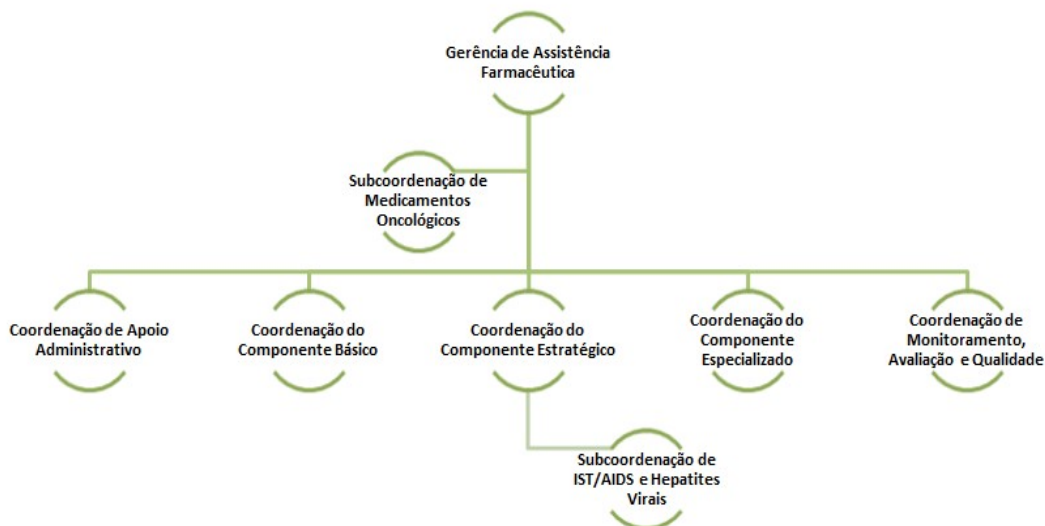 Gerência de Assistência
Farmacêutica
Subcoordenação de
Medicamentos
Oncológicos
Coordenação de Apoio
Administrativo
Coordenação do
Componente Básico
Coordenação do
Componente Estratégico
Coordenação do
Componente
Especializado
Coordenação de
Monitoramento,
Avaliação e Qualidade
Subcoordenação de
IST/AIDS e Hepatites
Virais